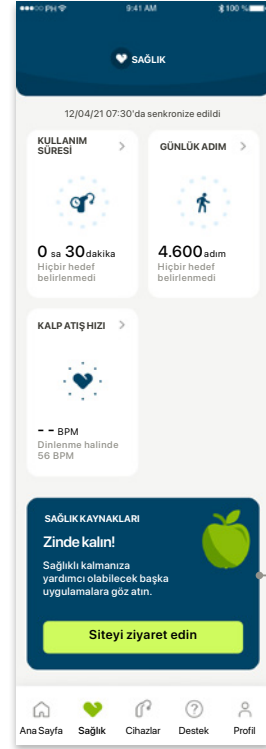 PH
9:41 AM
100 %
SAĞLIK
12/04/21 07:30'da senkronize edildi
KULLANIM
SÜRESİ
0 sa 30 dakika
Hiçbir hedef
belirlenmedi
GÜNLÜK ADIM
4.600 adım
Hiçbir hedef
belirlenmedi
KALP ATIŞ HIZI
- - BPM
Dinlenme halinde
56 BPM
SAĞLIK KAYNAKLARI
Zinde kalın!
Sağlıklı kalmanıza
yardımcı olabilecek başka
uygulamalara göz atın.
Siteyi ziyaret edin
Ana Sayfa Sağlık Cihazlar Destek Profil